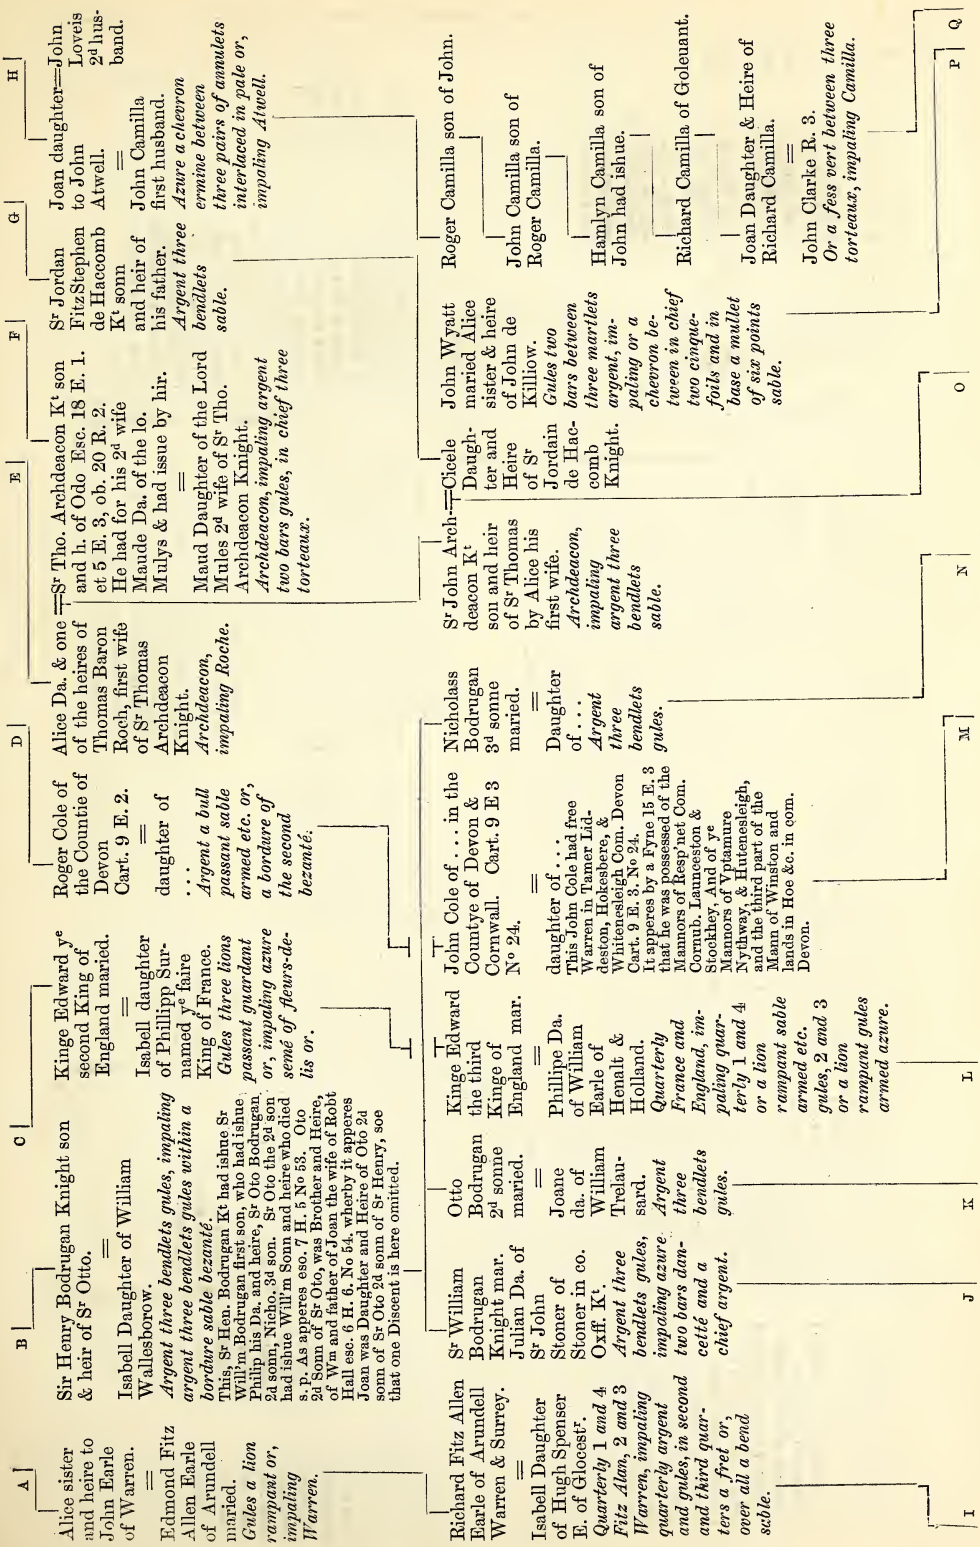 A
B
C
D
E
F
G
H
Alice sister
and heire to
John Earle
of Warren.
=
Edmond Fitz
Allen Earle
of Arundell
maried.
Gules a lion
rampant or,
impaling
Warren.
Sir Henry Bodrugan Knight son
& heir of Sr Otto.
=
Isabell Daughter of William
Wallesborow.
Argent three bendlets gules, impaling
argent three bendlets gules within a
bordure sable bezanté.
This, Sr Hen. Bodrugan Kt had ishue Sr
Will'm Bodrugan first son, who had ishue
Philip his Da. and heire, Sr Oto Bodrugan
2d sonn, Nicho. 3d son. Sr Oto the 2d son
had ishue Will'm Sonn and heire who died
s. p. As apperes esc. 7 H. 5 No 53. Oto
2d Sonn of Sr Oto, was Brother and Heire,
of Wm and father of Joan the wife of Robt
Hall esc. 6 H. 6. No 54. wherby it apperes
Joan was Daughter and Heire of Oto 2d
sonn of Sr Oto 2d sonn of Sr Henry, soe
that one Discent is here omitted.
Kinge Edward ye
second King of
England maried.
=
Isabell daughter
of Phillipp Sur-
named ye faire
King of France.
Gules three lions
passant guardant
or, impaling azure
semé of fleurs-de-
lis or.
Roger Cole of
the Countie of
Devon
Cart. 9 E. 2.
=
daughter of
...
Argent a bull
passant sable
armed etc. or,
a bordure of
the second
bezanté.
Alice Da. & one
of the heires of
Thomas Baron
Roch, first wife
of Sr Thomas
Archdeacon
Knight.
Archdeacon,
impaling Roche.
=Sr Tho. Archdeacon Kt son
and h. of Odo Esc. 18 E. 1.
et 5 E. 3, ob. 20 R. 2.
He had for his 2d wife
Maude Da. of the lo.
Mulys & had issue by hir.
=
Maud Daughter of the Lord
Mules 2d wife of Sr Tho.
Archdeacon Knight.
Archdeacon, impaling argent
two bars gules, in chief three
torteaux.
Sr Jordan
FitzStephen
de Haccomb
Kt sonn
and heir of
his father.
Argent three
bendlets
sable.
Joan daughter=John
to John Loveis
Atwell. 2d hus-
band.
=
John Camilla
first husband.
Azure a chevron
ermine between
three pairs of annulets
interlaced in pale or,
impaling Atwell.
Richard Fitz Allen
Earle of Arundell
Warren & Surrey.
=
Isabell Daughter
of Hugh Spenser
E. of Glocestr.
Quarterly 1 and 4
Fitz Alan, 2 and 3
Warren, impaling
quarterly argent
and gules, in second
and third quar-
ters a fret or,
over all a bend
sable.
Sr William
Bodrugan
Knight mar.
Julian Da. of
Sr John
Stoner of
Stoner in co.
Oxff. Kt.
Argent three
bendlets gules,
impaling azure
two bars dan-
cetté and a
chief argent.
Otto
Bodrugan
2d sonne
maried.
=
Joane
da. of
William
Trelau-
sard.
Argent
three
bendlets
gules.
Kinge Edward
the third
Kinge of
England mar.
=
Phillipe Da.
of William
Earle of
Henalt &
Holland.
Quarterly
France and
England, im-
paling quar-
terly 1 and 4
or a lion
rampant sable
armed etc.
gules, 2 and 3
or a lion
rampant gules
armed azure.
John Cole of ... in the
Countye of Devon &
Cornwall. Cart. 9 E 3
No 24.
=
daughter of ...
This John Cole had free
Warren in Tamer Lid-
deston, Hokesbere, &
Whitenesleigh Com. Devon
Cart. 9 E. 3. No 24.
It apperes by a Fyne 15 E. 3
that he was possessed of the
Mannors of Resp'net Com.
Cornub. Launceston &
Stockhey, And of ye
Mannors of Vptamure
Nythway, & Hutenesleigh,
and the third part of the
Mann of Winston and
lands in Hoe &c. in com.
Devon.
Nicholass
Bodrugan
3d sonne
maried.
=
Daughter
of ...
Argent
three
bendlets
gules.
Sr John Arch-=Cicele
deacon Kt
son and heir
of Sr Thomas
by Alice his
first wife.
Archdeacon,
impaling
argent three
bendlets
sable.
Daugh-
ter and
Heire
of Sr
Jordain
de Hac-
comb
Knight.
John Wyatt
maried Alice
sister & heire
of John de
Killiow.
Gules two
bars between
three martlets
argent, im-
paling or a
chevron be-
tween in chief
two cinque-
foils and in
base a mullet
of six points
sable.
Roger Camilla son of John.
John Camilla son of
Roger Camilla.
Hamlyn Camilla son of
John had ishue.
Richard Camilla of Goleuant.
Joan Daughter & Heire of
Richard Camilla.
=
John Clarke R. 3.
Or a fess vert between three
torteaux, impaling Camilla.
I
J
K
L
M
N
O
P
Q